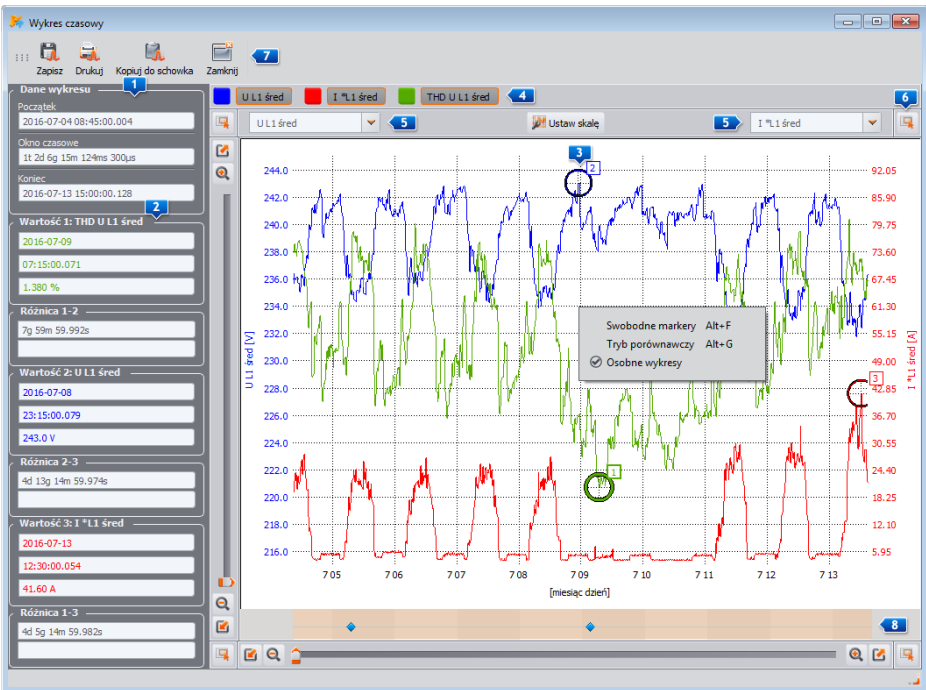 Wykres czasowy
Zapisz Drukuj Kopiuj do schowka Zamknij 7
Dane wykresu 1
Początek
2016-07-04 08:45:00.004
Okno czasowe
1t 2d 6g 15m 124ms 300µs
Koniec
2016-07-13 15:00:00.128
2
Wartość 1: THD U L1 śred
2016-07-09
07:15:00.071
1.380 %
Różnica 1-2
7g 59m 59.992s
Wartość 2: U L1 śred
2016-07-08
23:15:00.079
243.0 V
Różnica 2-3
4d 13g 14m 59.974s
Wartość 3: I *L1 śred
2016-07-13
12:30:00.054
41.60 A
Różnica 1-3
4d 5g 14m 59.982s
U L1 śred I *L1 śred THD U L1 śred 4 6
U L1 śred 5 Ustaw skalę 5 I *L1 śred
3
2
244.0 92.05
242.0 85.90
240.0 79.75
238.0 73.60
236.0 67.45
234.0 61.30
232.0 55.15
230.0 49.00
228.0 42.85
226.0 36.70
224.0 30.55
222.0 24.40
220.0 18.25
218.0 12.10
216.0 5.95
U L1 śred [V]
I *L1 śred [A]
Swobodne markery Alt+F
Tryb porównawczy Alt+G
Osobne wykresy
3
1
7 05 7 06 7 07 7 08 7 09 7 10 7 11 7 12 7 13
[miesiąc dzień]
8